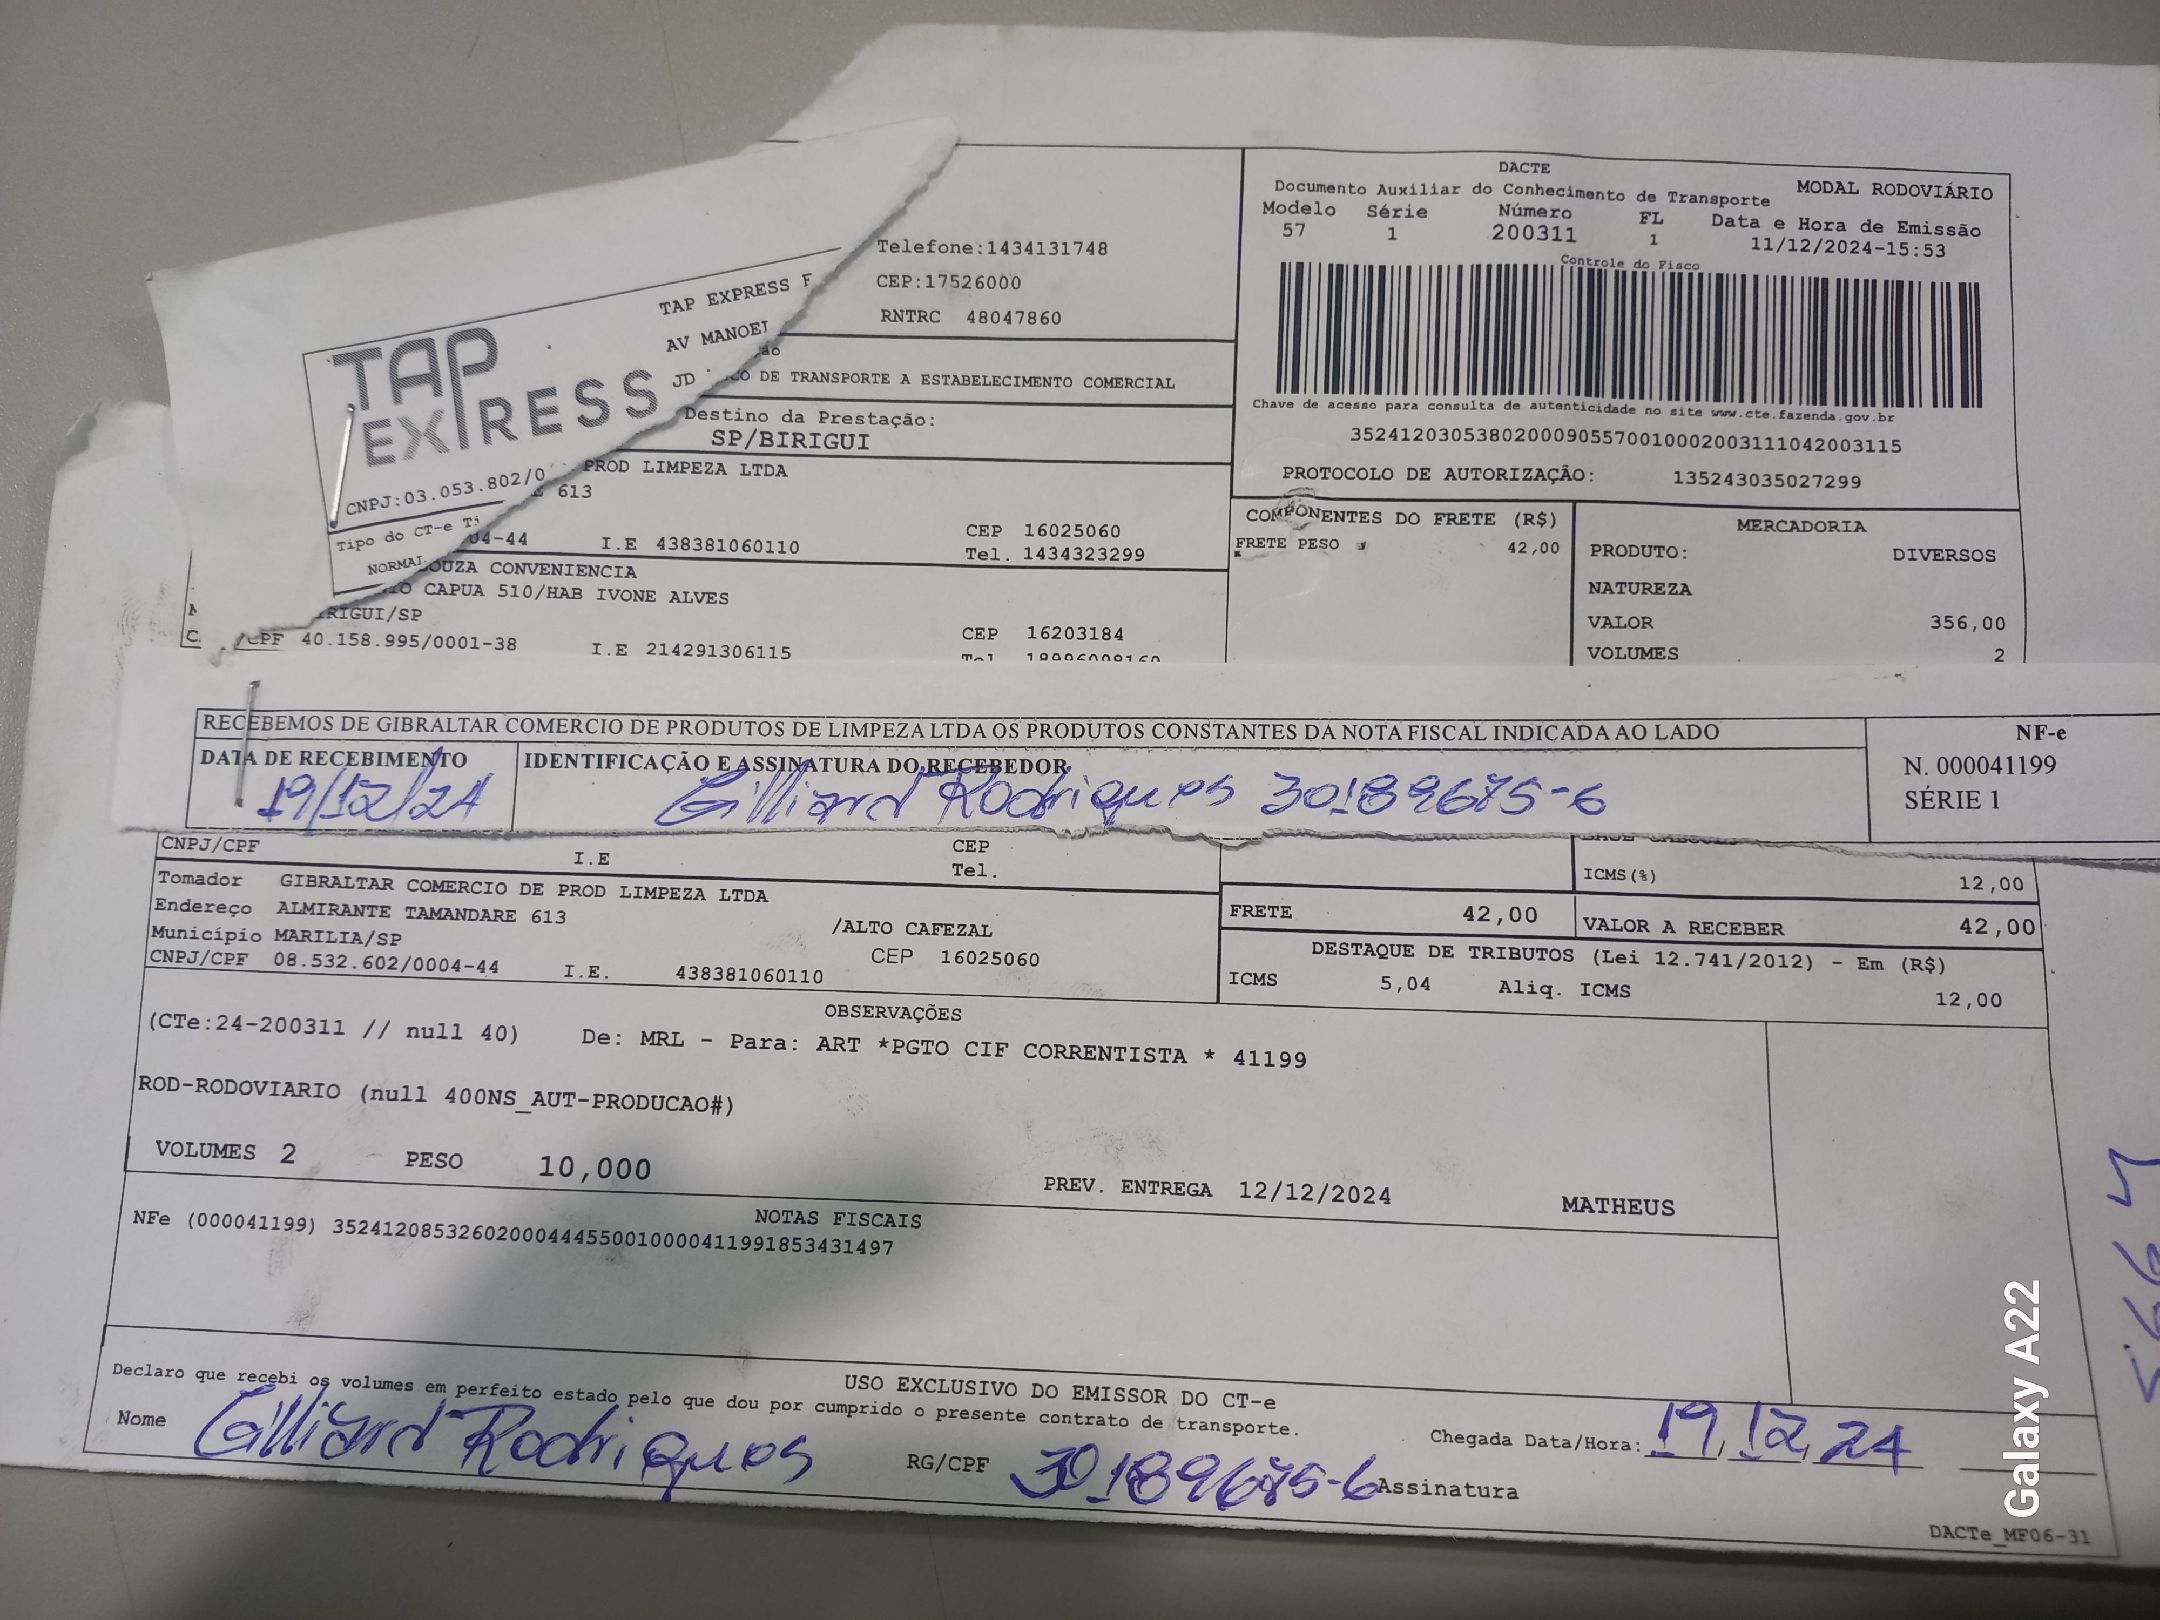 DACTE
Documento Auxiliar do Conhecimento de Transporte
MODAL RODOVIÁRIO
Modelo Série Número FL Data e Hora de Emissão
57 1 200311 1 11/12/2024-15:53
Controle do Fisco
Chave de acesso para consulta de autenticidade no site www.cte.fazenda.gov.br
35241203053802000905570010002003111042003115
PROTOCOLO DE AUTORIZAÇÃO: 135243035027299
TAP EXPRESS
TAP EXPRESS
AV MANOEL
JD
CNPJ:03.053.802/0
Tipo do CT-e
NORMAL
Telefone:1434131748
CEP:17526000
RNTRC 48047860
DE TRANSPORTE A ESTABELECIMENTO COMERCIAL
Destino da Prestação:
SP/BIRIGUI
PROD LIMPEZA LTDA
613
04-44 I.E 438381060110
CEP 16025060
Tel. 1434323299
OUZA CONVENIENCIA
CAPUA 510/HAB IVONE ALVES
RIGUI/SP
/CPF 40.158.995/0001-38 I.E 214291306115
CEP 16203184
COMPONENTES DO FRETE (R$)
FRETE PESO 42,00
MERCADORIA
PRODUTO: DIVERSOS
NATUREZA
VALOR 356,00
VOLUMES 2
RECEBEMOS DE GIBRALTAR COMERCIO DE PRODUTOS DE LIMPEZA LTDA OS PRODUTOS CONSTANTES DA NOTA FISCAL INDICADA AO LADO
DATA DE RECEBIMENTO
19/12/24
IDENTIFICAÇÃO E ASSINATURA DO RECEBEDOR
Gilliard Rodrigues 30189675-6
NF-e
N. 000041199
SÉRIE 1
CNPJ/CPF I.E CEP
Tel.
ICMS(%) 12,00
Tomador GIBRALTAR COMERCIO DE PROD LIMPEZA LTDA
Endereço ALMIRANTE TAMANDARE 613 /ALTO CAFEZAL
Município MARILIA/SP CEP 16025060
CNPJ/CPF 08.532.602/0004-44 I.E. 438381060110
FRETE 42,00 VALOR A RECEBER 42,00
DESTAQUE DE TRIBUTOS (Lei 12.741/2012) - Em (R$)
ICMS 5,04 Aliq. ICMS 12,00
OBSERVAÇÕES
(CTe:24-200311 // null 40) De: MRL - Para: ART *PGTO CIF CORRENTISTA * 41199
ROD-RODOVIARIO (null 400NS_AUT-PRODUCAO#)
VOLUMES 2 PESO 10,000 PREV. ENTREGA 12/12/2024 MATHEUS
NOTAS FISCAIS
NFe (000041199) 35241208532602000444550010000411991853431497
USO EXCLUSIVO DO EMISSOR DO CT-e
Declaro que recebi os volumes em perfeito estado pelo que dou por cumprido o presente contrato de transporte.
Nome Gilliard Rodrigues RG/CPF 30189675-6 Assinatura
Chegada Data/Hora: 19,12,24
DACTe_MF06-31
Galaxy A22